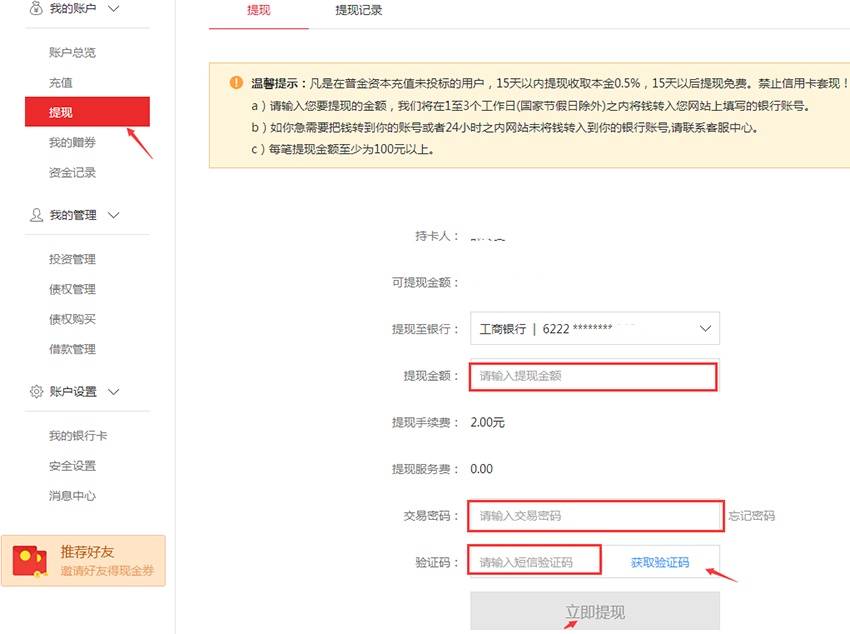 我的账户
账户总览
充值
提现
我的赠券
资金记录
我的管理
投资管理
债权管理
债权购买
借款管理
账户设置
我的银行卡
安全设置
消息中心
推荐好友
邀请好友得现金券
提现 提现记录
温馨提示：凡是在普金资本充值未投标的用户，15天以内提现收取本金0.5%，15天以后提现免费。禁止信用卡套现！
a）请输入您要提现的金额，我们将在1至3个工作日(国家节假日除外)之内将钱转入您网站上填写的银行账号。
b）如你急需要把钱转到你的账号或者24小时之内网站未将钱转入到你的银行账号,请联系客服中心。
c）每笔提现金额至少为100元以上。
持卡人：
可提现金额：
提现至银行： 工商银行 | 6222 ********
提现金额： 请输入提现金额
提现手续费： 2.00元
提现服务费： 0.00
交易密码： 请输入交易密码 忘记密码
验证码： 请输入短信验证码 获取验证码
立即提现